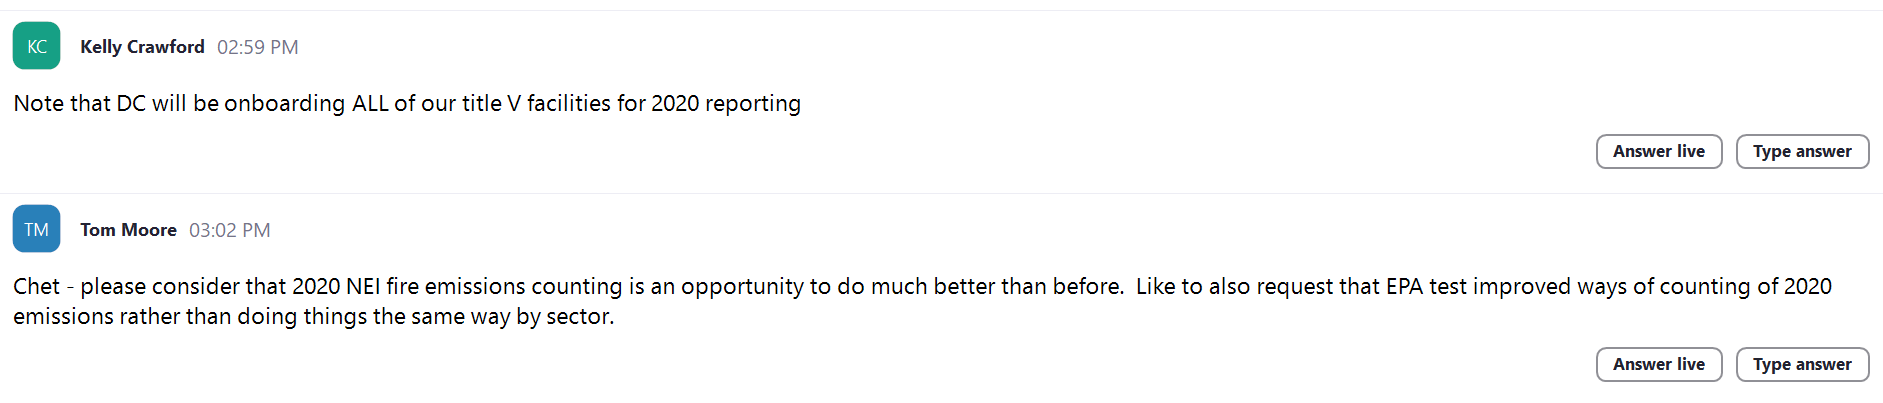 KC
Kelly Crawford 02:59 PM
Note that DC will be onboarding ALL of our title V facilities for 2020 reporting
Answer live Type answer
TM
Tom Moore 03:02 PM
Chet - please consider that 2020 NEI fire emissions counting is an opportunity to do much better than before.  Like to also request that EPA test improved ways of counting of 2020
emissions rather than doing things the same way by sector.
Answer live Type answer